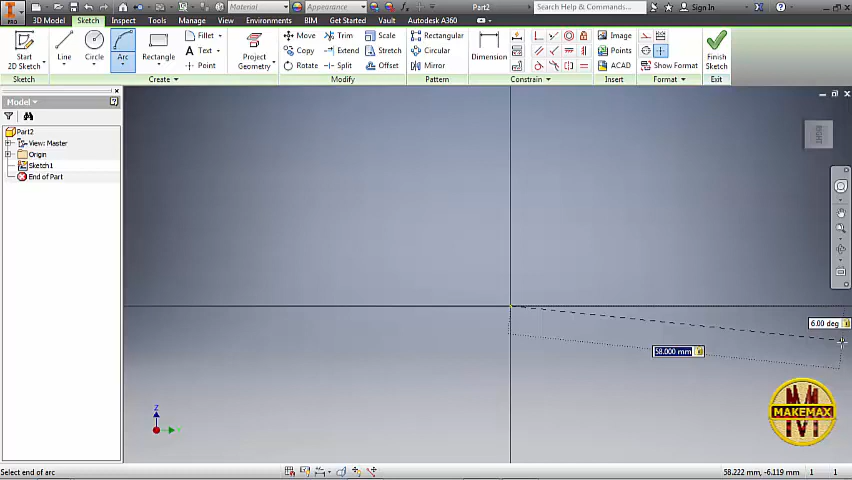 PRO
Material
Appearance
fx
Part2
Search Help & Commands...
Sign In
3D Model Sketch Inspect Tools Manage View Environments BIM Get Started Vault Autodesk A360
Start
2D Sketch
Line Circle Arc Rectangle
Fillet
Text
Point
Project
Geometry
Move Trim Scale
Copy Extend Stretch
Rotate Split Offset
Rectangular
Circular
Mirror
Dimension
Image
Points
ACAD
Show Format
Finish
Sketch
Sketch Create Modify Pattern Constrain Insert Format Exit
Model
Part2
View: Master
Origin
Sketch1
End of Part
RIGHT
6.00 deg
58.000 mm
Z
MAKEMAX
Select end of arc
58.222 mm, -6.119 mm 1 1